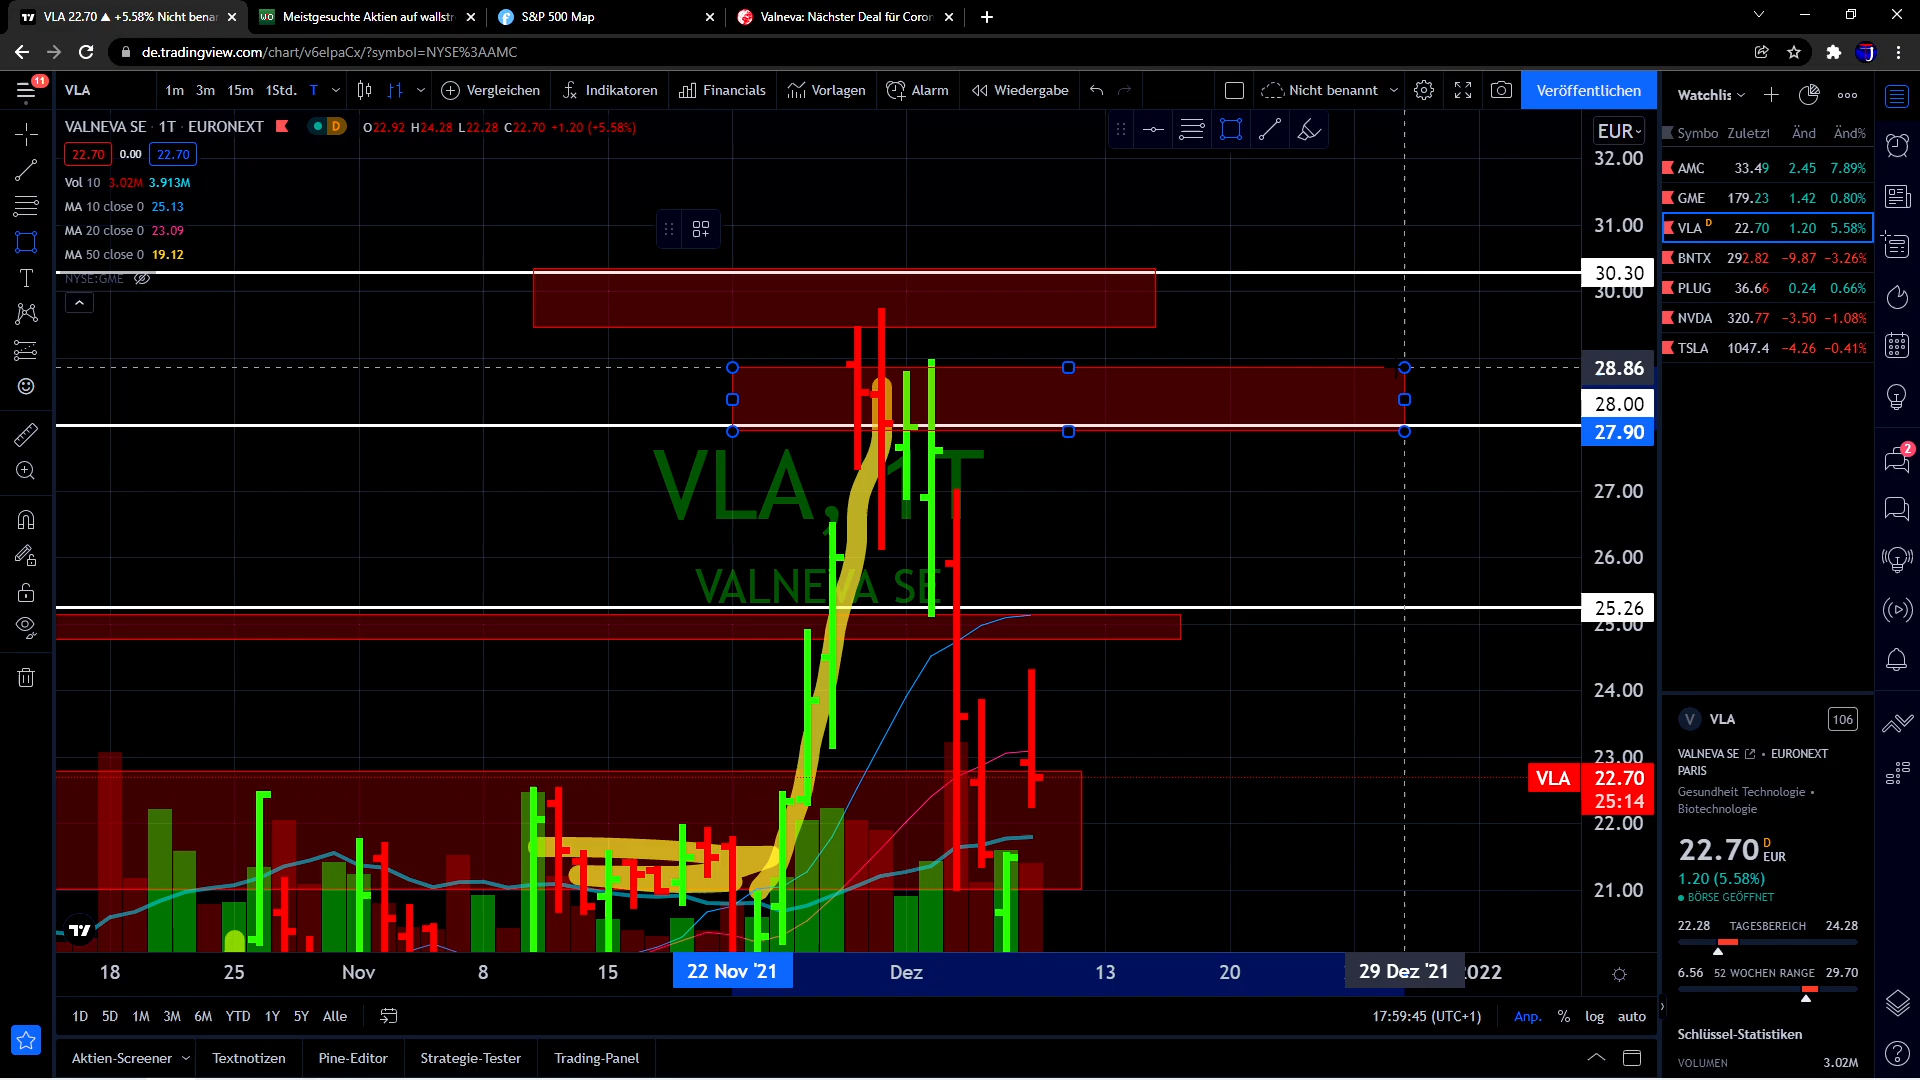 VLA 22.70 ▲ +5.58% Nicht benan
Meistgesuchte Aktien auf wallstr
S&P 500 Map
Valneva: Nächster Deal für Coron
de.tradingview.com/chart/v6elpaCx/?symbol=NYSE%3AAMC
11
VLA
1m 3m 15m 1Std. T
Vergleichen
Indikatoren
Financials
Vorlagen
Alarm
Wiedergabe
Nicht benannt
Veröffentlichen
Watchlis
VALNEVA SE · 1T · EURONEXT
D
O22.92 H24.28 L22.28 C22.70 +1.20 (+5.58%)
22.70 0.00 22.70
Vol 10 3.02M 3.913M
MA 10 close 0 25.13
MA 20 close 0 23.09
MA 50 close 0 19.12
NYSE:GME
VLA, 1T
VALNEVA SE
EUR
32.00
31.00
30.30
30.00
28.86
28.00
27.90
27.00
26.00
25.26
25.00
24.00
23.00
VLA 22.70
25:14
22.00
21.00
18 25 Nov 8 15 22 Nov '21 Dez 13 20 29 Dez '21 2022
1D 5D 1M 3M 6M YTD 1Y 5Y Alle
17:59:45 (UTC+1) Anp. % log auto
Aktien-Screener
Textnotizen
Pine-Editor
Strategie-Tester
Trading-Panel
Symbo Zuletzt Änd Änd%
AMC 33.49 2.45 7.89%
GME 179.23 1.42 0.80%
VLA D 22.70 1.20 5.58%
BNTX 292.82 −9.87 −3.26%
PLUG 36.66 0.24 0.66%
NVDA 320.77 −3.50 −1.08%
TSLA 1047.4 −4.26 −0.41%
2
V VLA 106
VALNEVA SE • EURONEXT
PARIS
Gesundheit Technologie •
Biotechnologie
22.70 D EUR
1.20 (5.58%)
BÖRSE GEÖFFNET
22.28 TAGESBEREICH 24.28
6.56 52 WOCHEN RANGE 29.70
Schlüssel-Statistiken
VOLUMEN 3.02M